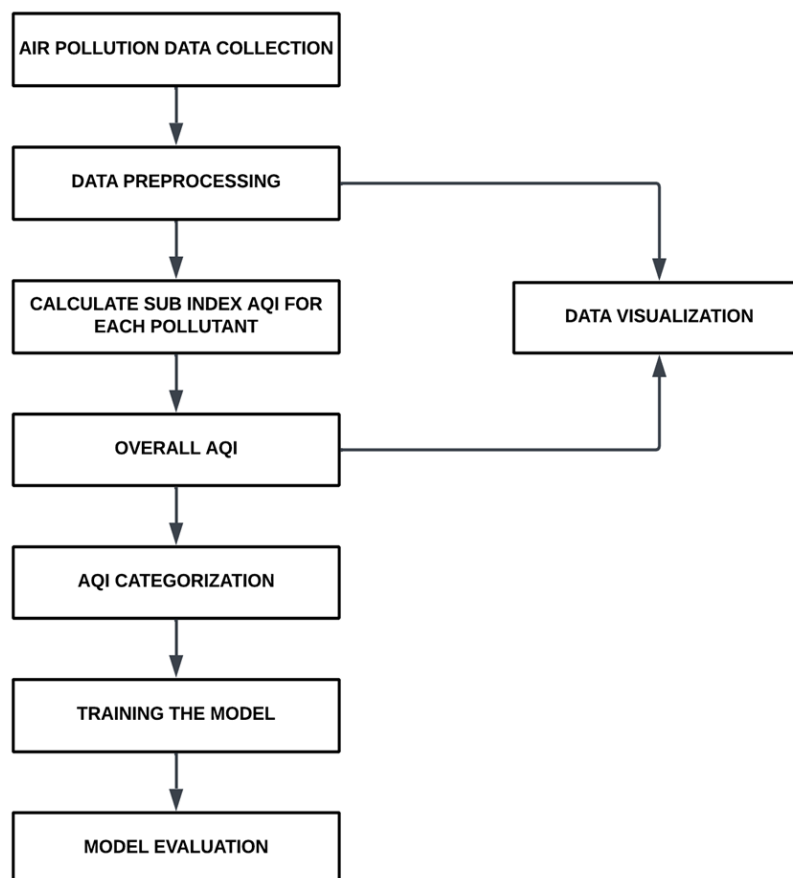 AIR POLLUTION DATA COLLECTION
DATA PREPROCESSING
CALCULATE SUB INDEX AQI FOR
EACH POLLUTANT
DATA VISUALIZATION
OVERALL AQI
AQI CATEGORIZATION
TRAINING THE MODEL
MODEL EVALUATION